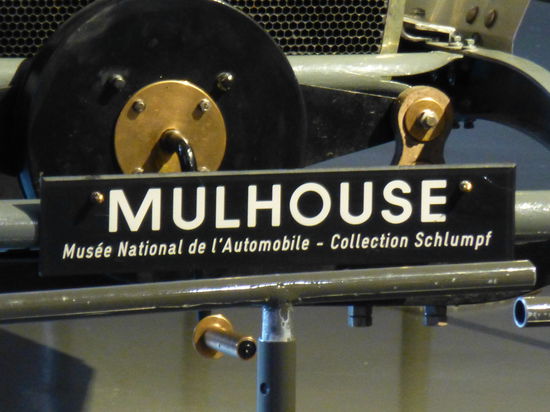 MULHOUSE
Musée National de l'Automobile - Collection Schlumpf